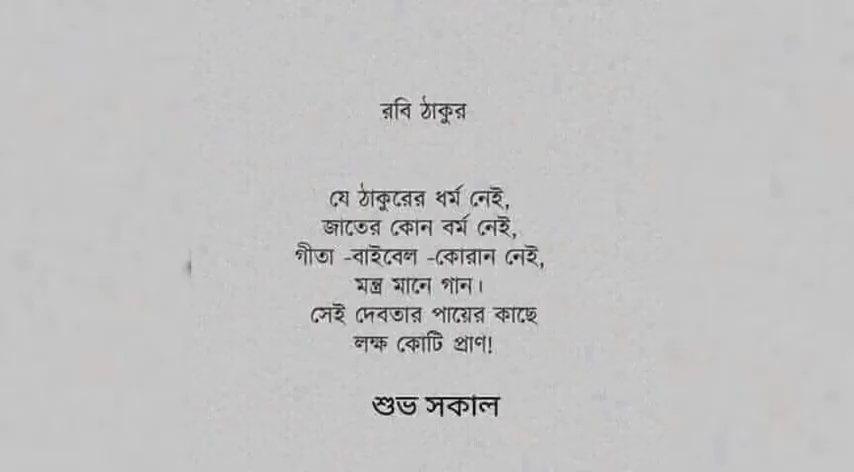 রবি ঠাকুর
যে ঠাকুরের ধর্ম নেই,
জাতের কোন বর্ম নেই,
গীতা -বাইবেল -কোরান নেই,
মন্ত্র মানে গান।
সেই দেবতার পায়ের কাছে
লক্ষ কোটি প্রাণ!
শুভ সকাল